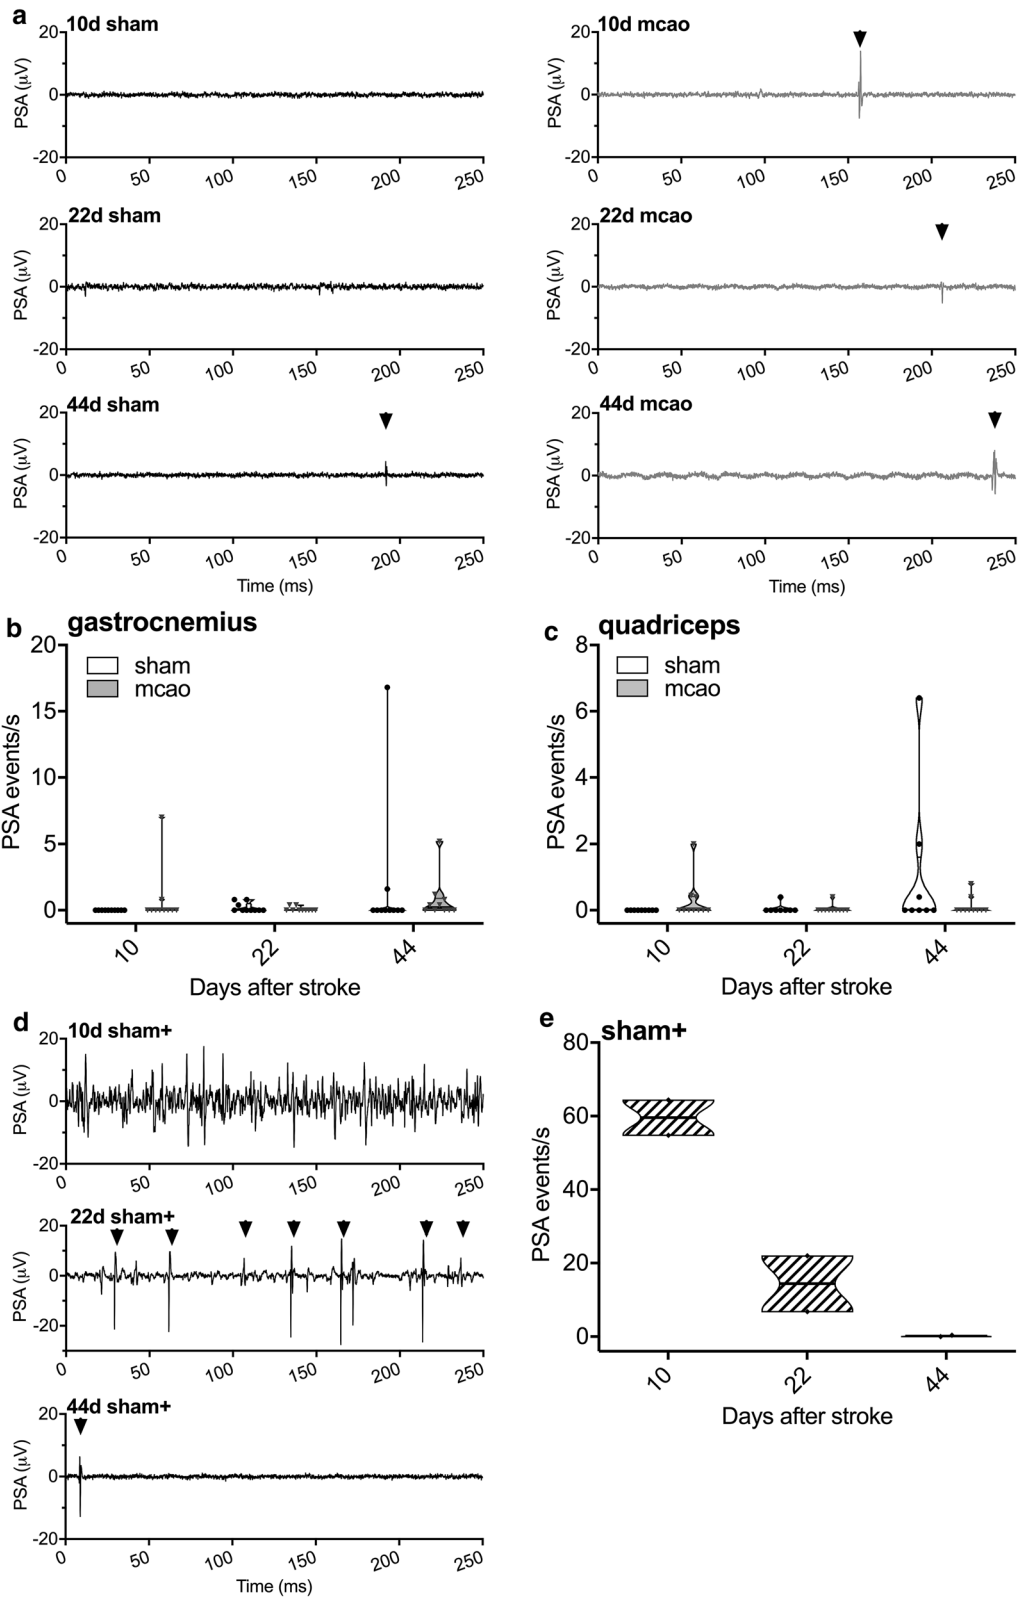 a
10d sham
20
0
-20
PSA (μV)
0 50 100 150 200 250
10d mcao
20
0
-20
PSA (μV)
0 50 100 150 200 250
22d sham
20
0
-20
PSA (μV)
0 50 100 150 200 250
22d mcao
20
0
-20
PSA (μV)
0 50 100 150 200 250
44d sham
20
0
-20
PSA (μV)
0 50 100 150 200 250
Time (ms)
44d mcao
20
0
-20
PSA (μV)
0 50 100 150 200 250
Time (ms)
b
gastrocnemius
20
15
10
5
0
PSA events/s
sham
mcao
10 22 44
Days after stroke
c
quadriceps
8
6
4
2
0
PSA events/s
sham
mcao
10 22 44
Days after stroke
d
10d sham+
20
0
-20
PSA (μV)
0 50 100 150 200 250
22d sham+
20
0
-20
PSA (μV)
0 50 100 150 200 250
44d sham+
20
0
-20
PSA (μV)
0 50 100 150 200 250
Time (ms)
e
sham+
80
60
40
20
0
PSA events/s
10 22 44
Days after stroke